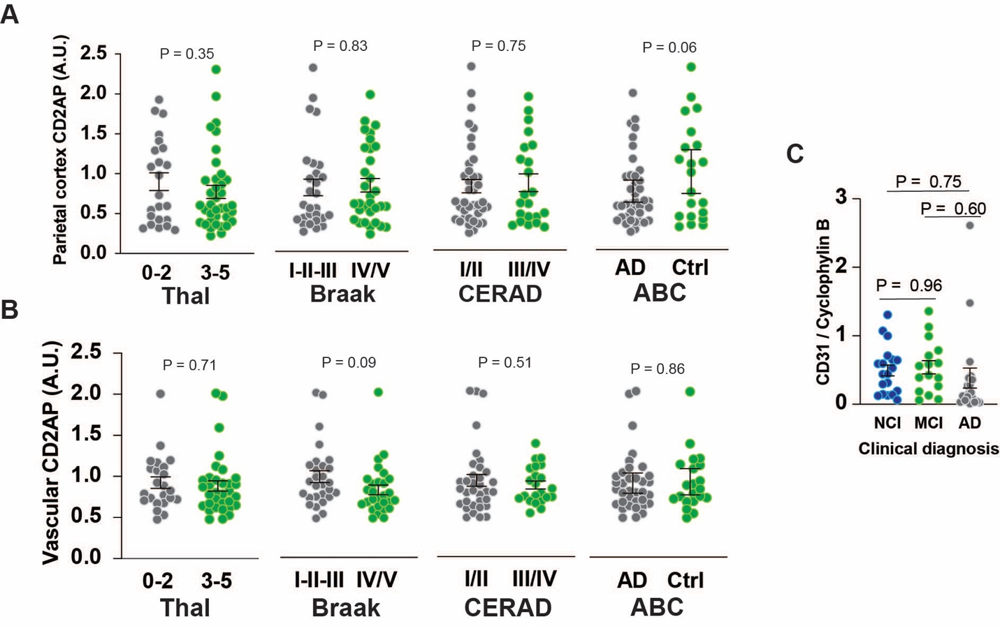 A
Parietal cortex CD2AP (A.U.)
2.5
2.0
1.5
1.0
0.5
0.0
P = 0.35
P = 0.83
P = 0.75
P = 0.06
0-2 3-5
I-II-III IV/V
I/II III/IV
AD Ctrl
Thal
Braak
CERAD
ABC
B
Vascular CD2AP (A.U.)
2.5
2.0
1.5
1.0
0.5
0.0
P = 0.71
P = 0.09
P = 0.51
P = 0.86
0-2 3-5
I-II-III IV/V
I/II III/IV
AD Ctrl
Thal
Braak
CERAD
ABC
C
CD31 / Cyclophylin B
3
2
1
0
P = 0.75
P = 0.60
P = 0.96
NCI MCI AD
Clinical diagnosis